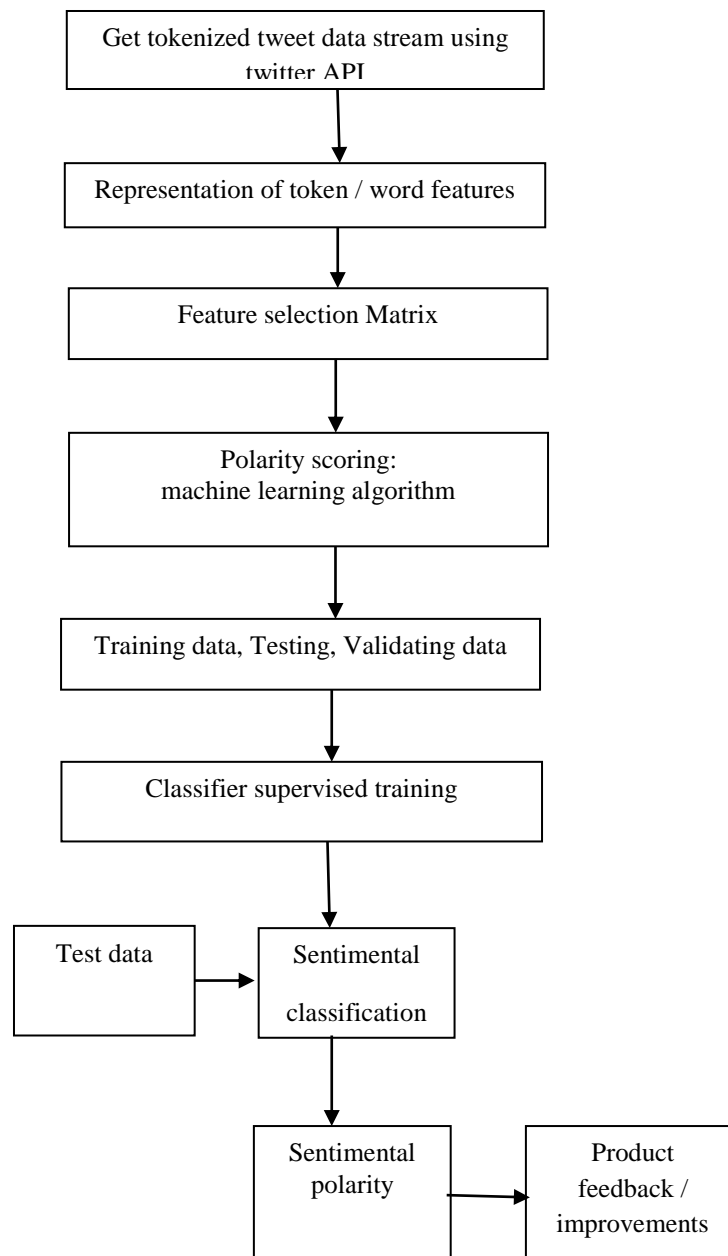 Get tokenized tweet data stream using
twitter API
Representation of token / word features
Feature selection Matrix
Polarity scoring:
machine learning algorithm
Training data, Testing, Validating data
Classifier supervised training
Test data
Sentimental
classification
Sentimental
polarity
Product
feedback /
improvements